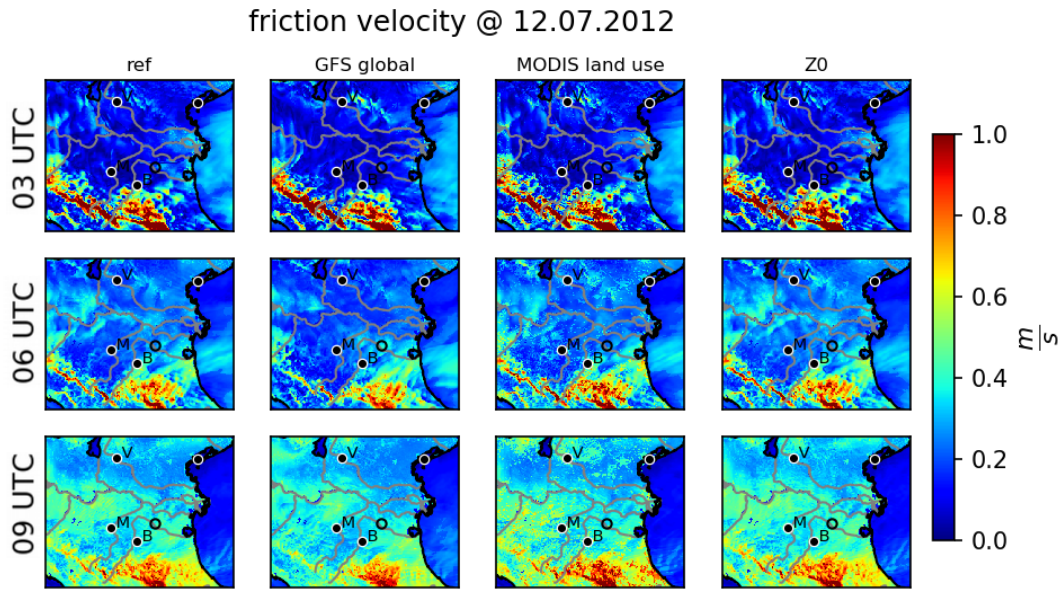 friction velocity @ 12.07.2012
ref
GFS global
MODIS land use
Z0
03 UTC
V
M
B
V
M
B
V
M
B
V
M
B
06 UTC
V
M
B
V
M
B
V
M
B
V
M
B
09 UTC
V
M
B
V
M
B
V
M
B
V
M
B
1.0
0.8
0.6
0.4
0.2
0.0
m
s